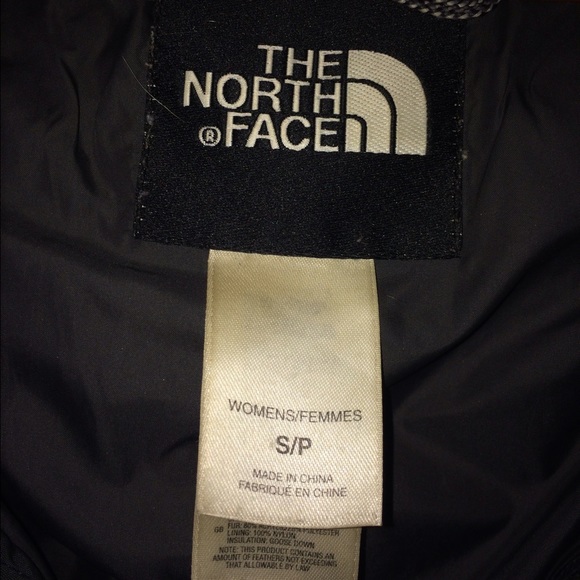 THE
NORTH
® FACE
WOMENS/FEMMES
S/P
MADE IN CHINA
FABRIQUÉ EN CHINE
POLYESTER
LINING: 100% NYLON
INSULATION: GOOSE DOWN
NOTE: THIS PRODUCT CONTAINS AN
AMOUNT OF FEATHERS NOT EXCEEDING
THAT ALLOWABLE BY LAW